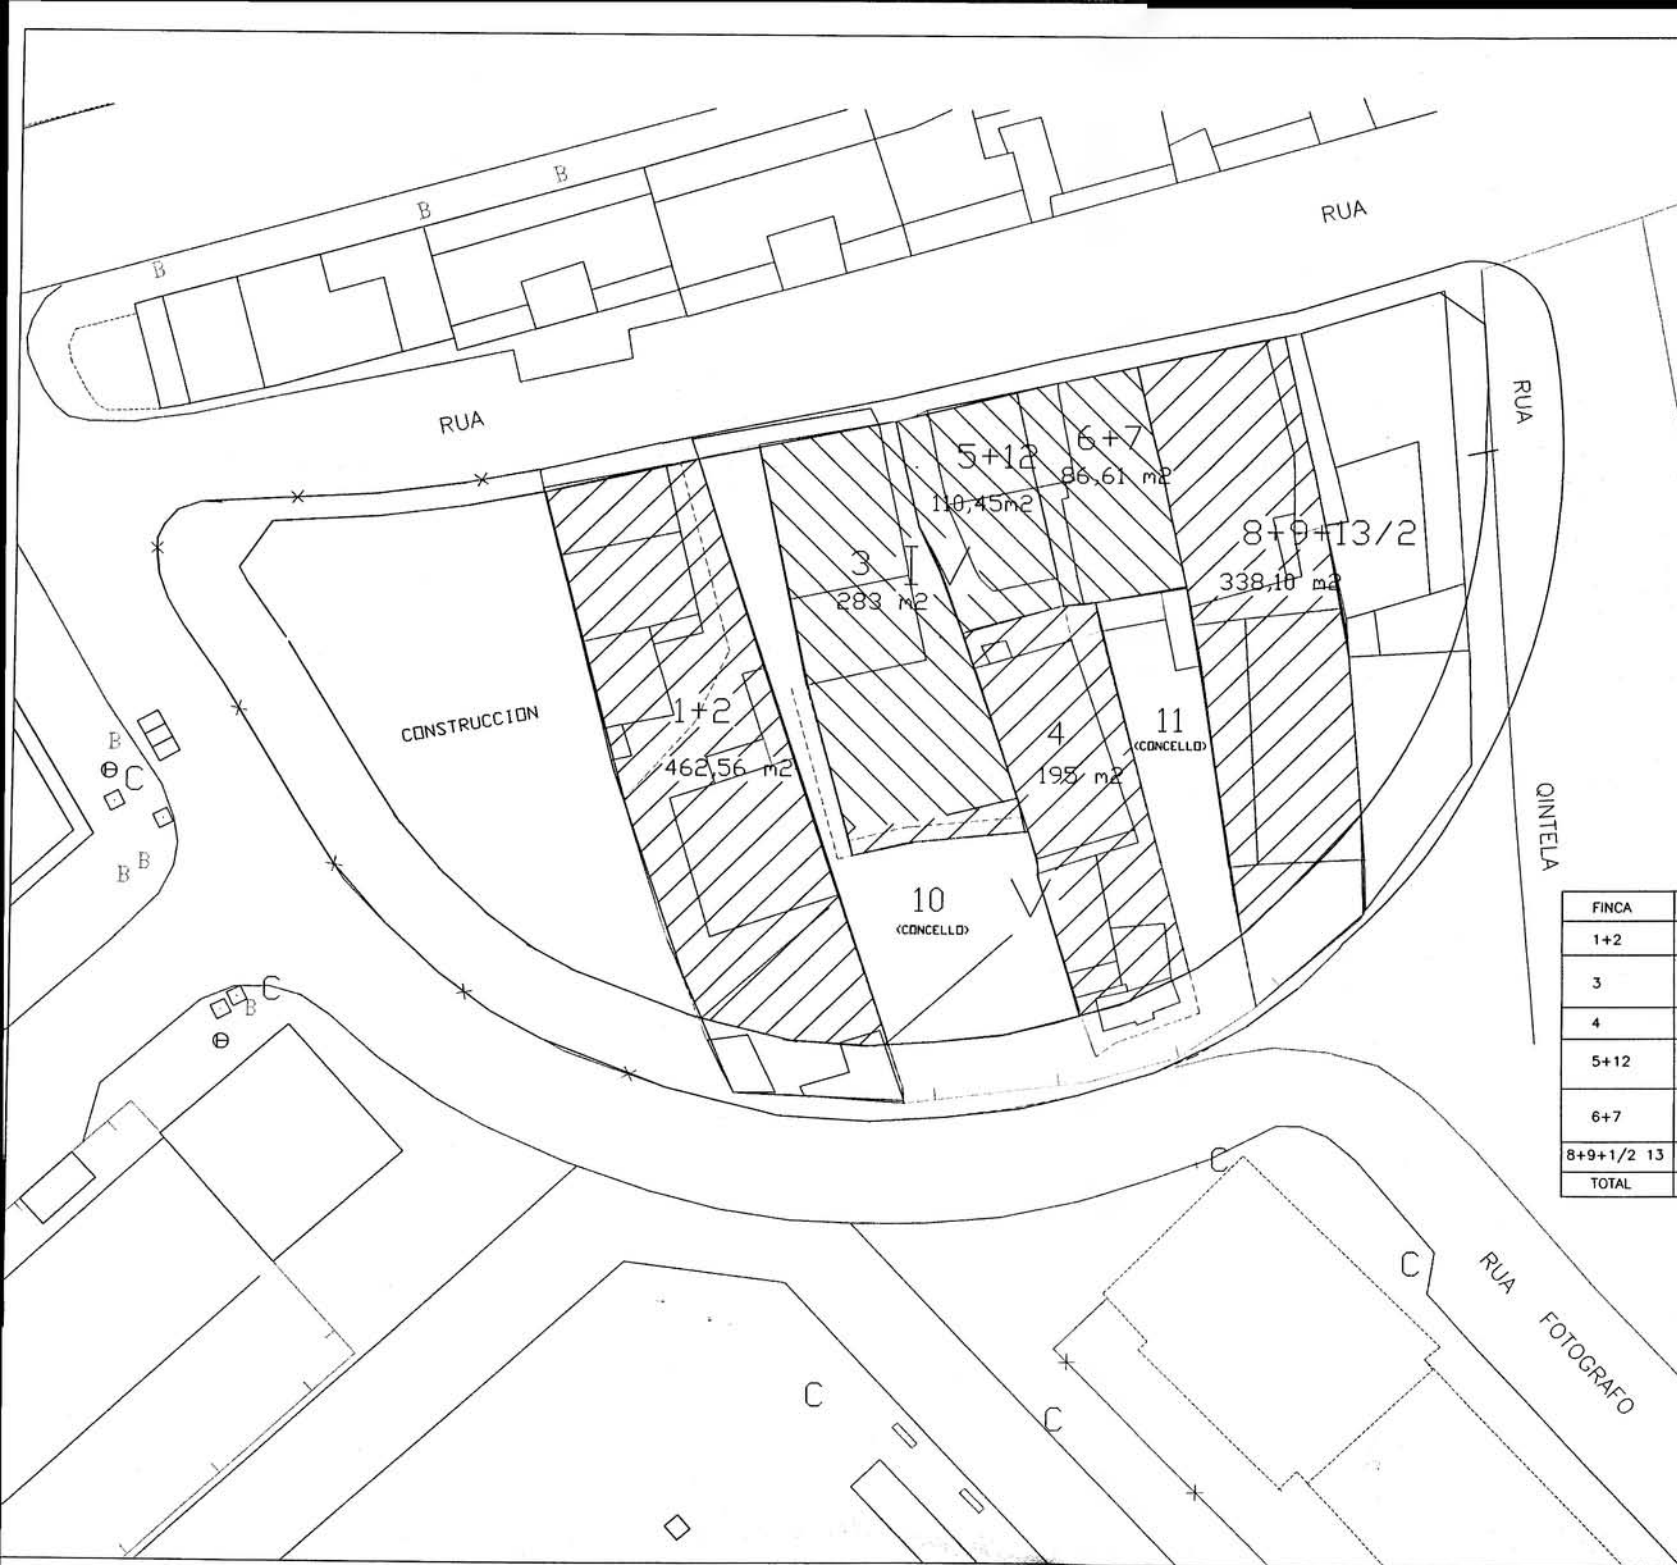 B
B
B
RUA
RUA
RUA
5+12
6+7
110,45m2
86,61 m2
8+9+13/2
338,10 m2
3
283 m2
CONSTRUCCION
1+2
462,56 m2
4
195 m2
11
(CONCELLO)
10
(CONCELLO)
QINTELA
B
C
B
B
C
B
FINCA
1+2
3
4
5+12
6+7
8+9+1/2 13
TOTAL
C
C
C
C
RUA FOTOGRAFO